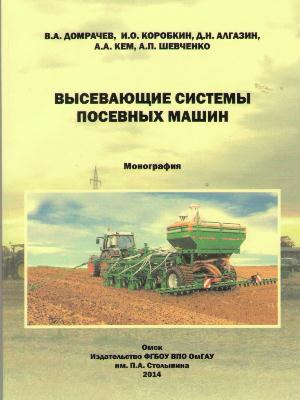 В.А. ДОМРАЧЕВ, И.О. КОРОБКИН, Д.Н. АЛГАЗИН,
А.А. КЕМ, А.П. ШЕВЧЕНКО
ВЫСЕВАЮЩИЕ СИСТЕМЫ
ПОСЕВНЫХ МАШИН
Монография
Омск
Издательство ФГБОУ ВПО ОмГАУ
им. П.А. Столыпина
2014